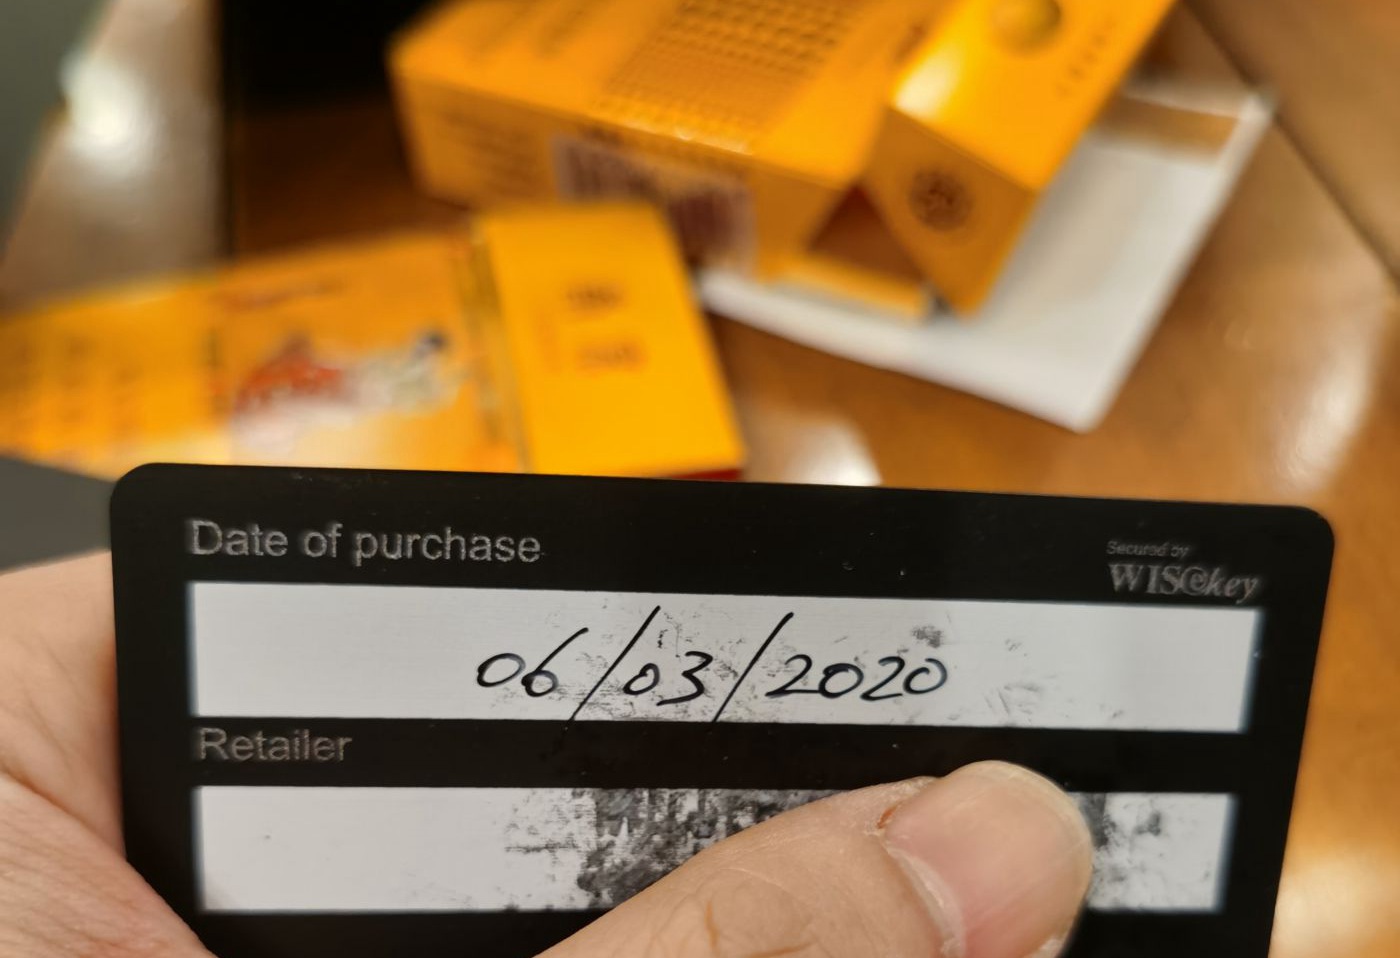 Date of purchase
Secured by
WISekey
06/03/2020
Retailer